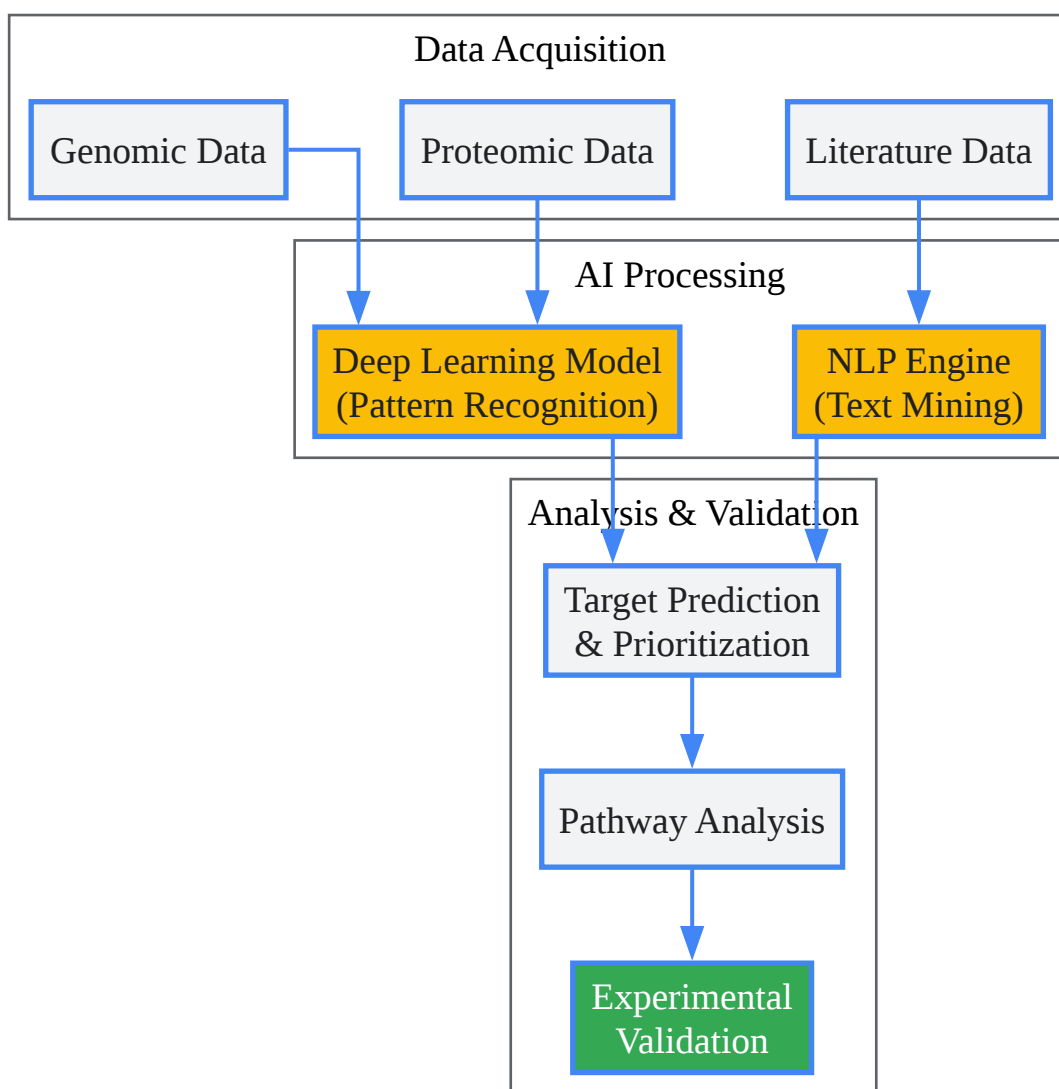 Data Acquisition
Genomic Data
Proteomic Data
Literature Data
AI Processing
Deep Learning Model
(Pattern Recognition)
NLP Engine
(Text Mining)
Analysis & Validation
Target Prediction
& Prioritization
Pathway Analysis
Experimental
Validation